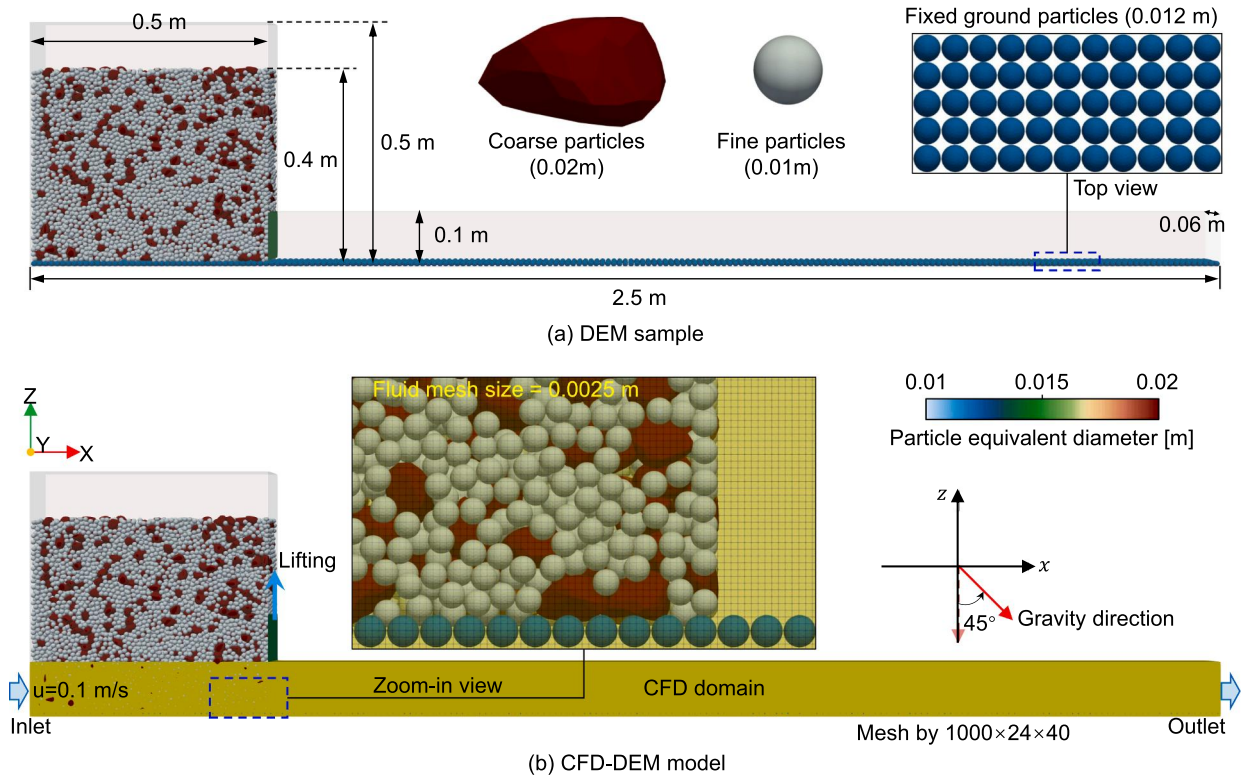 0.5 m
Fixed ground particles (0.012 m)
0.4 m
0.5 m
Coarse particles
(0.02m)
Fine particles
(0.01m)
Top view
0.1 m
0.06 m
2.5 m
(a) DEM sample
Z
Y
X
Fluid mesh size = 0.0025 m
0.01
0.015
0.02
Particle equivalent diameter [m]
Lifting
z
x
45°
Gravity direction
u=0.1 m/s
Zoom-in view
CFD domain
Inlet
Outlet
Mesh by 1000×24×40
(b) CFD-DEM model